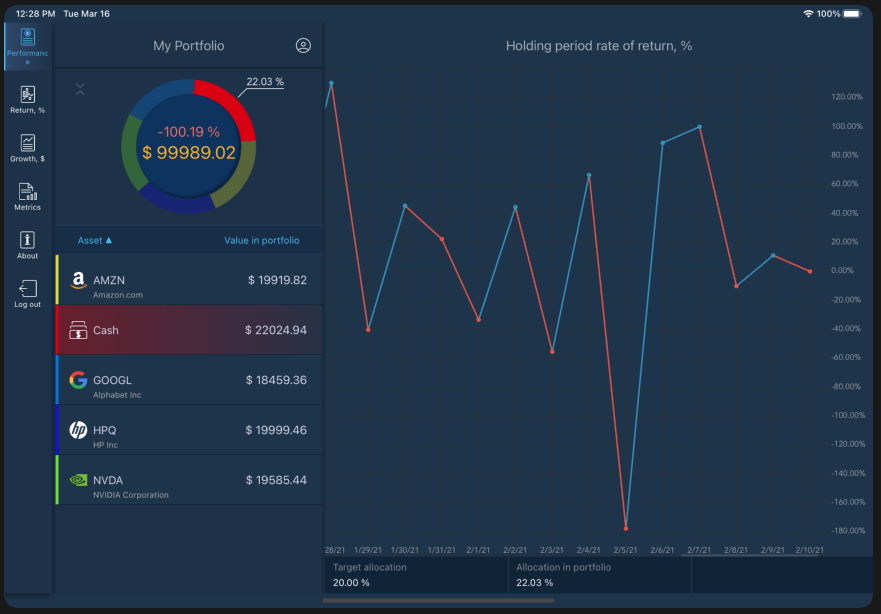 12:28 PM Tue Mar 16
100%
Performanc
e
Return, %
Growth, $
Metrics
About
Log out
My Portfolio
22.03 %
-100.19 %
$ 99989.02
Asset ▲ Value in portfolio
AMZN $ 19919.82
Amazon.com
Cash $ 22024.94
GOOGL $ 18459.36
Alphabet Inc
hp HPQ $ 19999.46
HP Inc
NVDA $ 19585.44
NVIDIA Corporation
Holding period rate of return, %
120.00%
100.00%
80.00%
60.00%
40.00%
20.00%
0.00%
-20.00%
-40.00%
-60.00%
-80.00%
-100.00%
-120.00%
-140.00%
-160.00%
-180.00%
28/21 1/29/21 1/30/21 1/31/21 2/1/21 2/2/21 2/3/21 2/4/21 2/5/21 2/6/21 2/7/21 2/8/21 2/9/21 2/10/21
Target allocation Allocation in portfolio
20.00 % 22.03 %